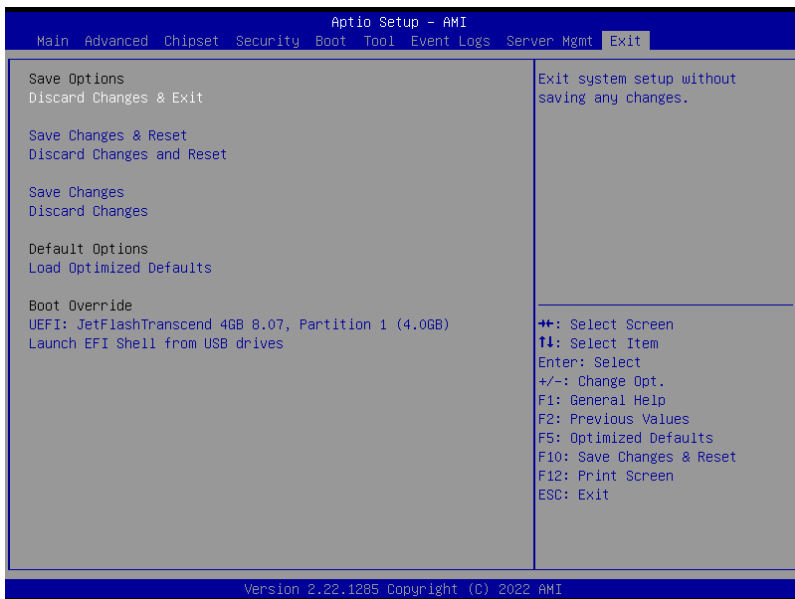 Aptio Setup - AMI
Main Advanced Chipset Security Boot Tool Event Logs Server Mgmt Exit
Save Options
Discard Changes & Exit
Save Changes & Reset
Discard Changes and Reset
Save Changes
Discard Changes
Default Options
Load Optimized Defaults
Boot Override
UEFI: JetFlashTranscend 4GB 8.07, Partition 1 (4.0GB)
Launch EFI Shell from USB drives
Exit system setup without
saving any changes.
→←: Select Screen
↑↓: Select Item
Enter: Select
+/-: Change Opt.
F1: General Help
F2: Previous Values
F5: Optimized Defaults
F10: Save Changes & Reset
F12: Print Screen
ESC: Exit
Version 2.22.1285 Copyright (C) 2022 AMI